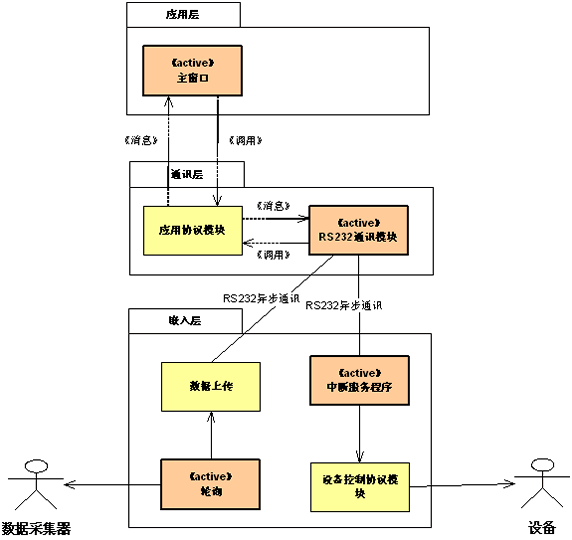 应用层
《active》
主窗口
《消息》
《调用》
通讯层
应用协议模块
《消息》
《调用》
《active》
RS232通讯模块
RS232异步通讯
RS232异步通讯
嵌入层
数据上传
《active》
中断服务程序
《active》
轮询
设备控制协议模
块
数据采集器
设备